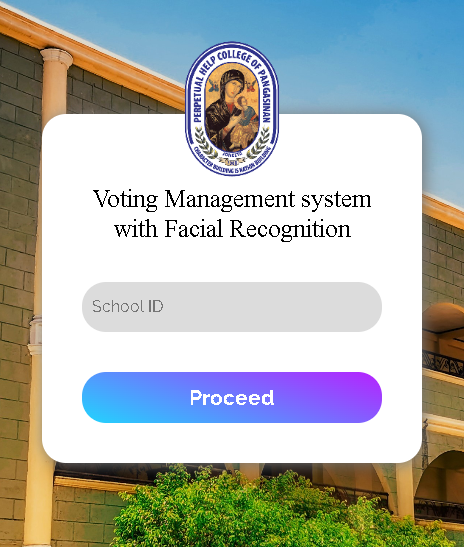 PERPETUAL HELP COLLEGE OF PANGASINAN
CHARACTER BUILDING IS NATION BUILDING
Voting Management system
with Facial Recognition
School ID
Proceed